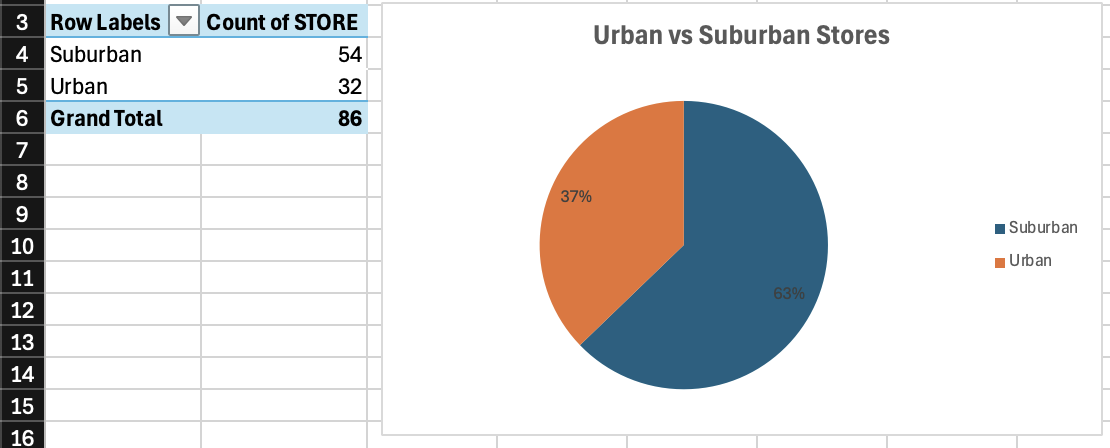 3 Row Labels Count of STORE
4 Suburban 54
5 Urban 32
6 Grand Total 86
7
8
9
10
11
12
13
14
15
16
Urban vs Suburban Stores
37%
63%
Suburban
Urban